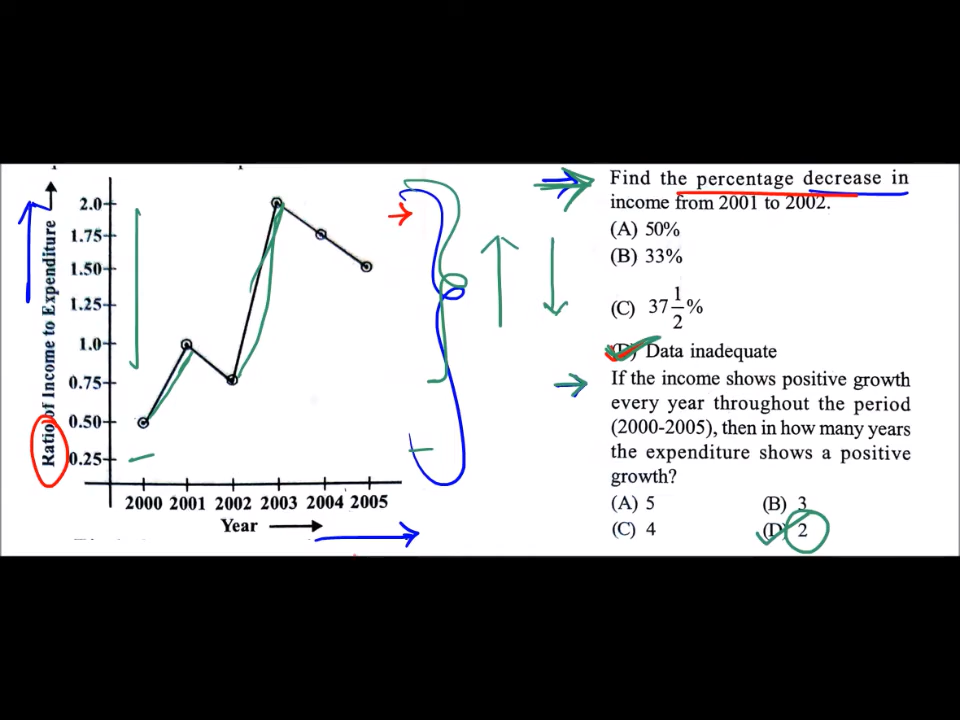 Ratio of Income to Expenditure
2.0
1.75
1.50
1.25
1.0
0.75
0.50
0.25
2000 2001 2002 2003 2004 2005
Year
Find the percentage decrease in
income from 2001 to 2002.
(A) 50%
(B) 33%
(C) 37 1/2 %
(D) Data inadequate
If the income shows positive growth
every year throughout the period
(2000-2005), then in how many years
the expenditure shows a positive
growth?
(A) 5 (B) 3
(C) 4 (D) 2